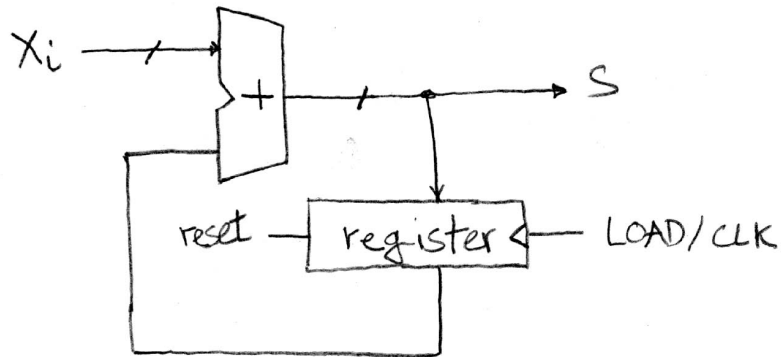 Xi
+
S
reset
register
LOAD/CLK